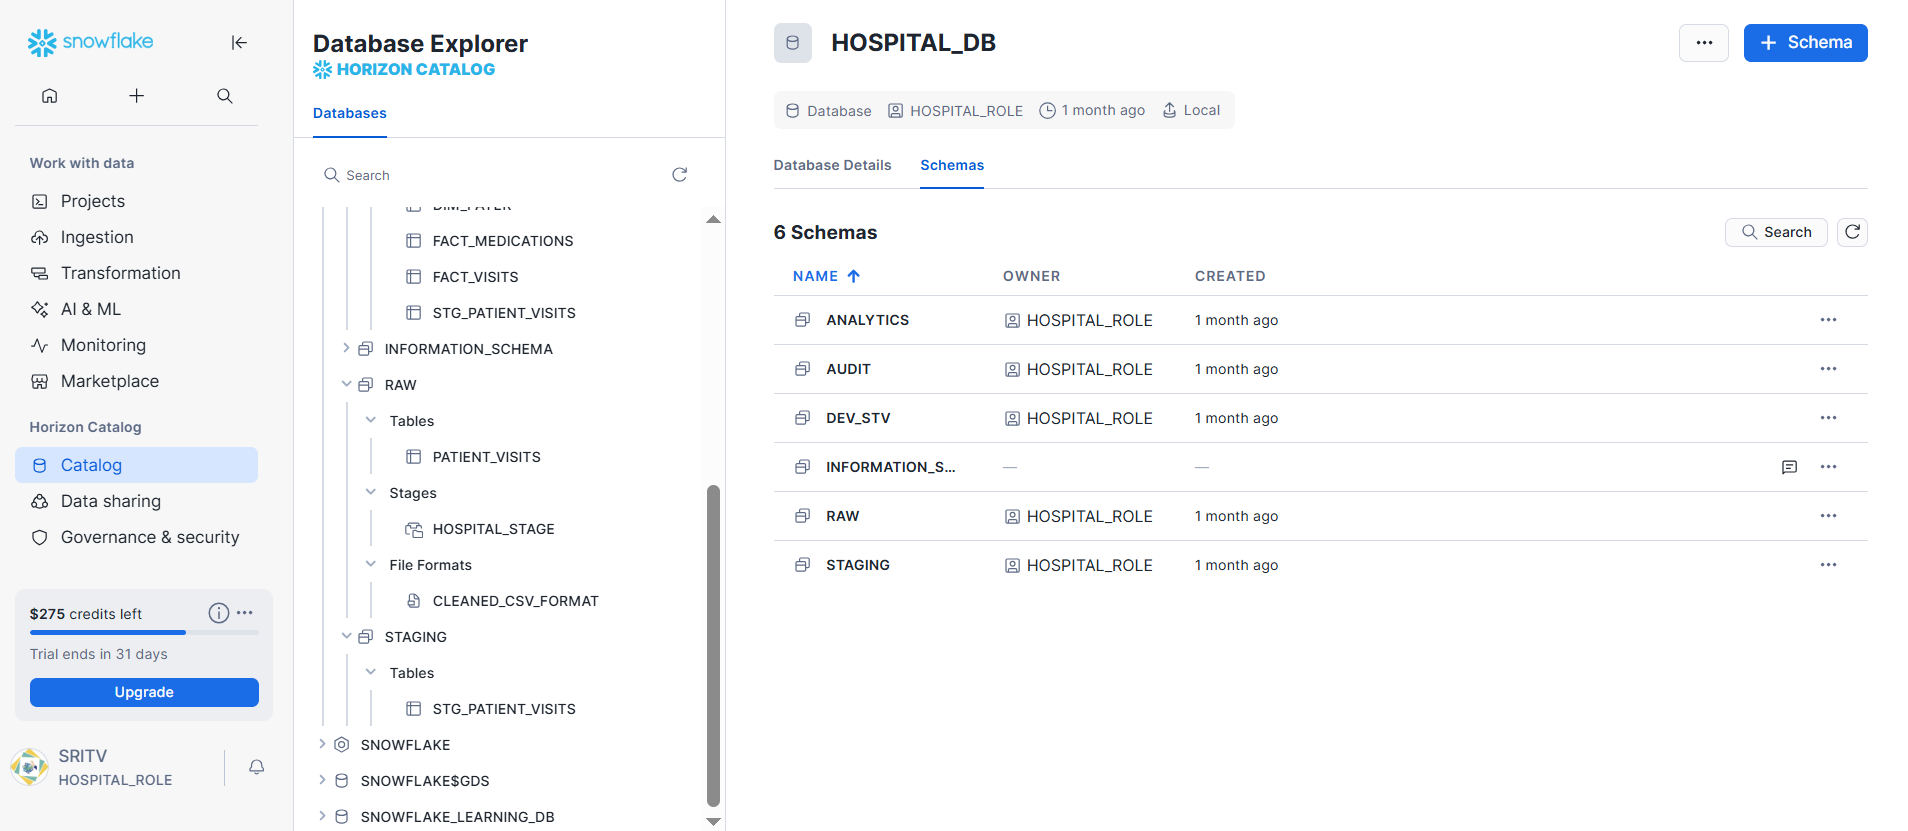 snowflake
Work with data
Projects
Ingestion
Transformation
AI & ML
Monitoring
Marketplace
Horizon Catalog
Catalog
Data sharing
Governance & security
$275 credits left
Trial ends in 31 days
Upgrade
SRITV
HOSPITAL_ROLE
Database Explorer
HORIZON CATALOG
Databases
Search
DIM_PAYER
FACT_MEDICATIONS
FACT_VISITS
STG_PATIENT_VISITS
INFORMATION_SCHEMA
RAW
Tables
PATIENT_VISITS
Stages
HOSPITAL_STAGE
File Formats
CLEANED_CSV_FORMAT
STAGING
Tables
STG_PATIENT_VISITS
SNOWFLAKE
SNOWFLAKE$GDS
SNOWFLAKE_LEARNING_DB
HOSPITAL_DB
... + Schema
Database HOSPITAL_ROLE 1 month ago Local
Database Details Schemas
6 Schemas Search
NAME OWNER CREATED
ANALYTICS HOSPITAL_ROLE 1 month ago ...
AUDIT HOSPITAL_ROLE 1 month ago ...
DEV_STV HOSPITAL_ROLE 1 month ago ...
INFORMATION_S... — — ...
RAW HOSPITAL_ROLE 1 month ago ...
STAGING HOSPITAL_ROLE 1 month ago ...